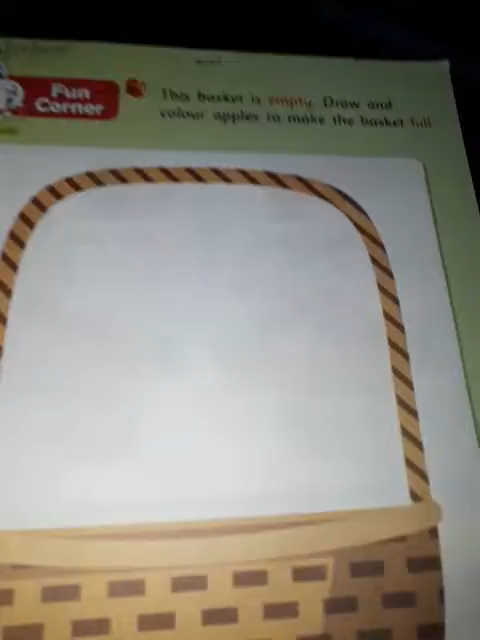 Fun
Corner
This basket is empty. Draw and
colour apples to make the basket full